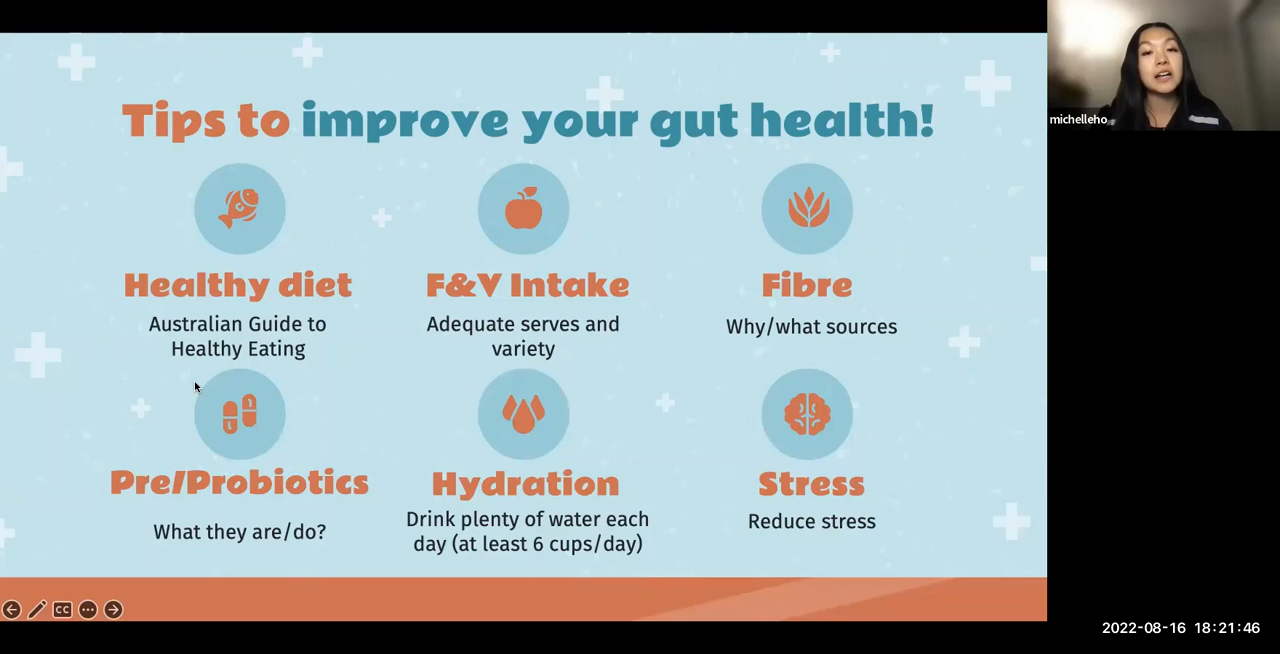 Tips to improve your gut health!
michelleho
Healthy diet
Australian Guide to
Healthy Eating
F&V Intake
Adequate serves and
variety
Fibre
Why/what sources
Pre/Probiotics
What they are/do?
Hydration
Drink plenty of water each
day (at least 6 cups/day)
Stress
Reduce stress
CC
2022-08-16 18:21:46